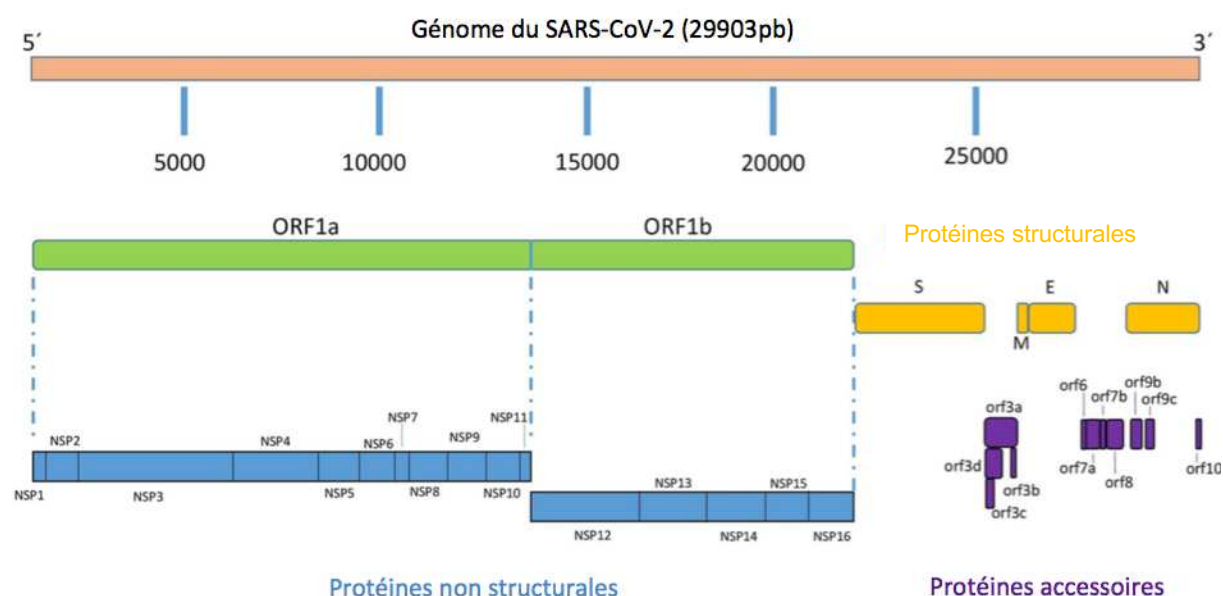 Génome du SARS-CoV-2 (29903pb)
5´ 3´
5000 10000 15000 20000 25000
ORF1a ORF1b
Protéines structurales
S E N
M
NSP7 NSP11
NSP2 NSP4 NSP6 NSP9
NSP1 NSP3 NSP5 NSP8 NSP10
NSP13 NSP15
NSP12 NSP14 NSP16
orf9b
orf6 orf7b orf9c
orf3a
orf3d orf7a orf8 orf10
orf3b
orf3c
Protéines non structurales
Protéines accessoires